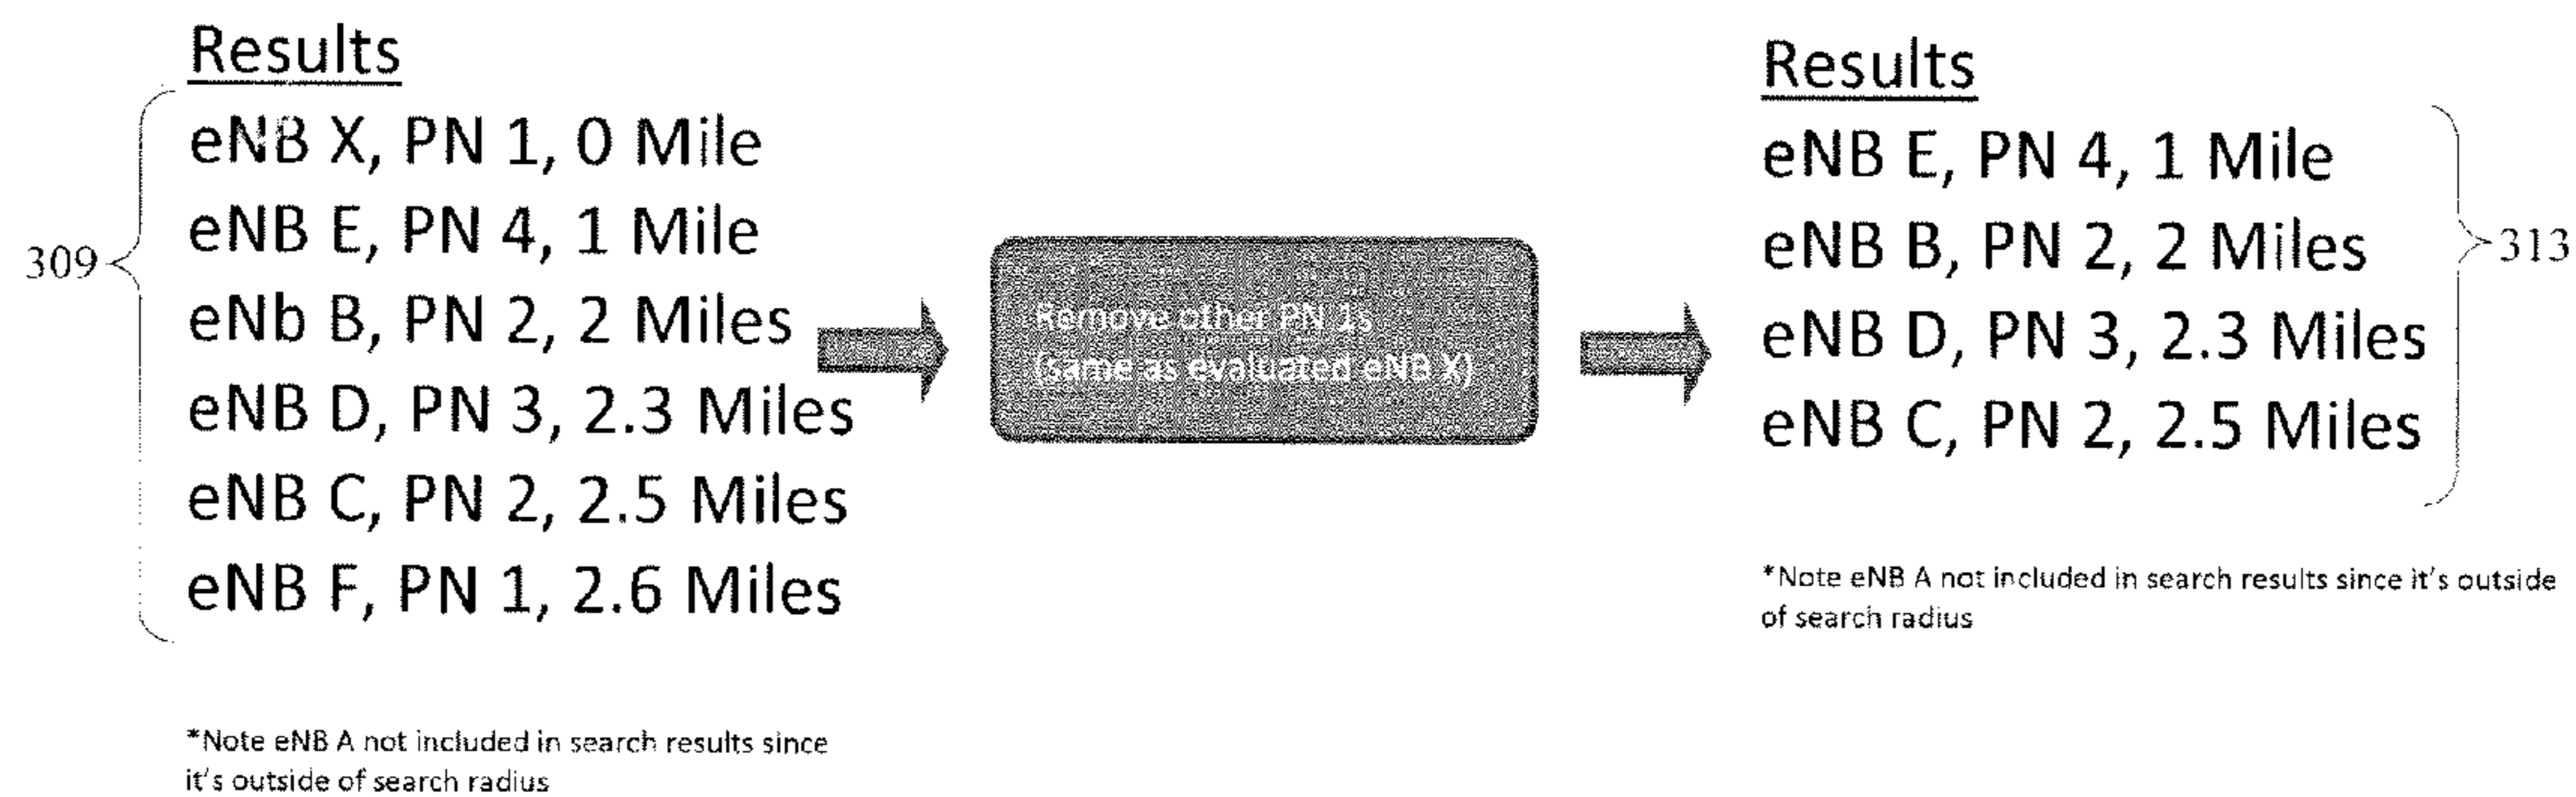 Results
eNB X, PN 1, 0 Mile
eNB E, PN 4, 1 Mile
eNb B, PN 2, 2 Miles
eNB D, PN 3, 2.3 Miles
eNB C, PN 2, 2.5 Miles
eNB F, PN 1, 2.6 Miles
309
*Note eNB A not included in search results since
it's outside of search radius
Remove other PN 1s
(same as evaluated eNB X)
Results
eNB E, PN 4, 1 Mile
eNB B, PN 2, 2 Miles
eNB D, PN 3, 2.3 Miles
eNB C, PN 2, 2.5 Miles
313
*Note eNB A not included in search results since it's outside
of search radius